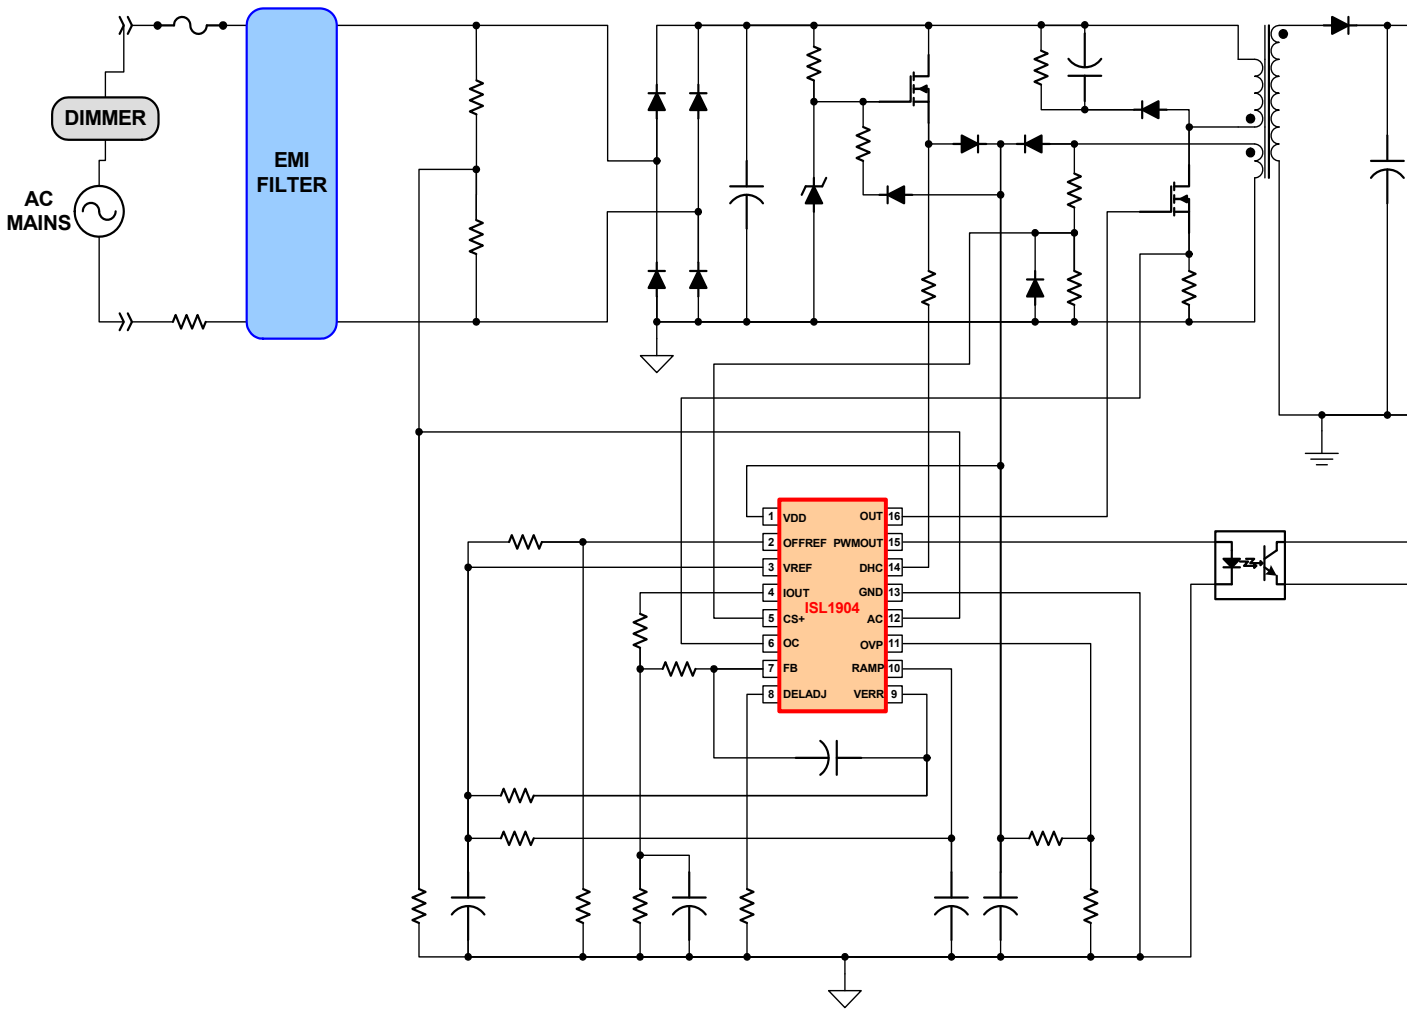 DIMMER
AC
MAINS
EMI
FILTER
1 VDD
2 OFFREF
3 VREF
4 IOUT
5 CS+
6 OC
7 FB
8 DELADJ
ISL1904
OUT 16
PWMOUT 15
DHC 14
GND 13
AC 12
OVP 11
RAMP 10
VERR 9